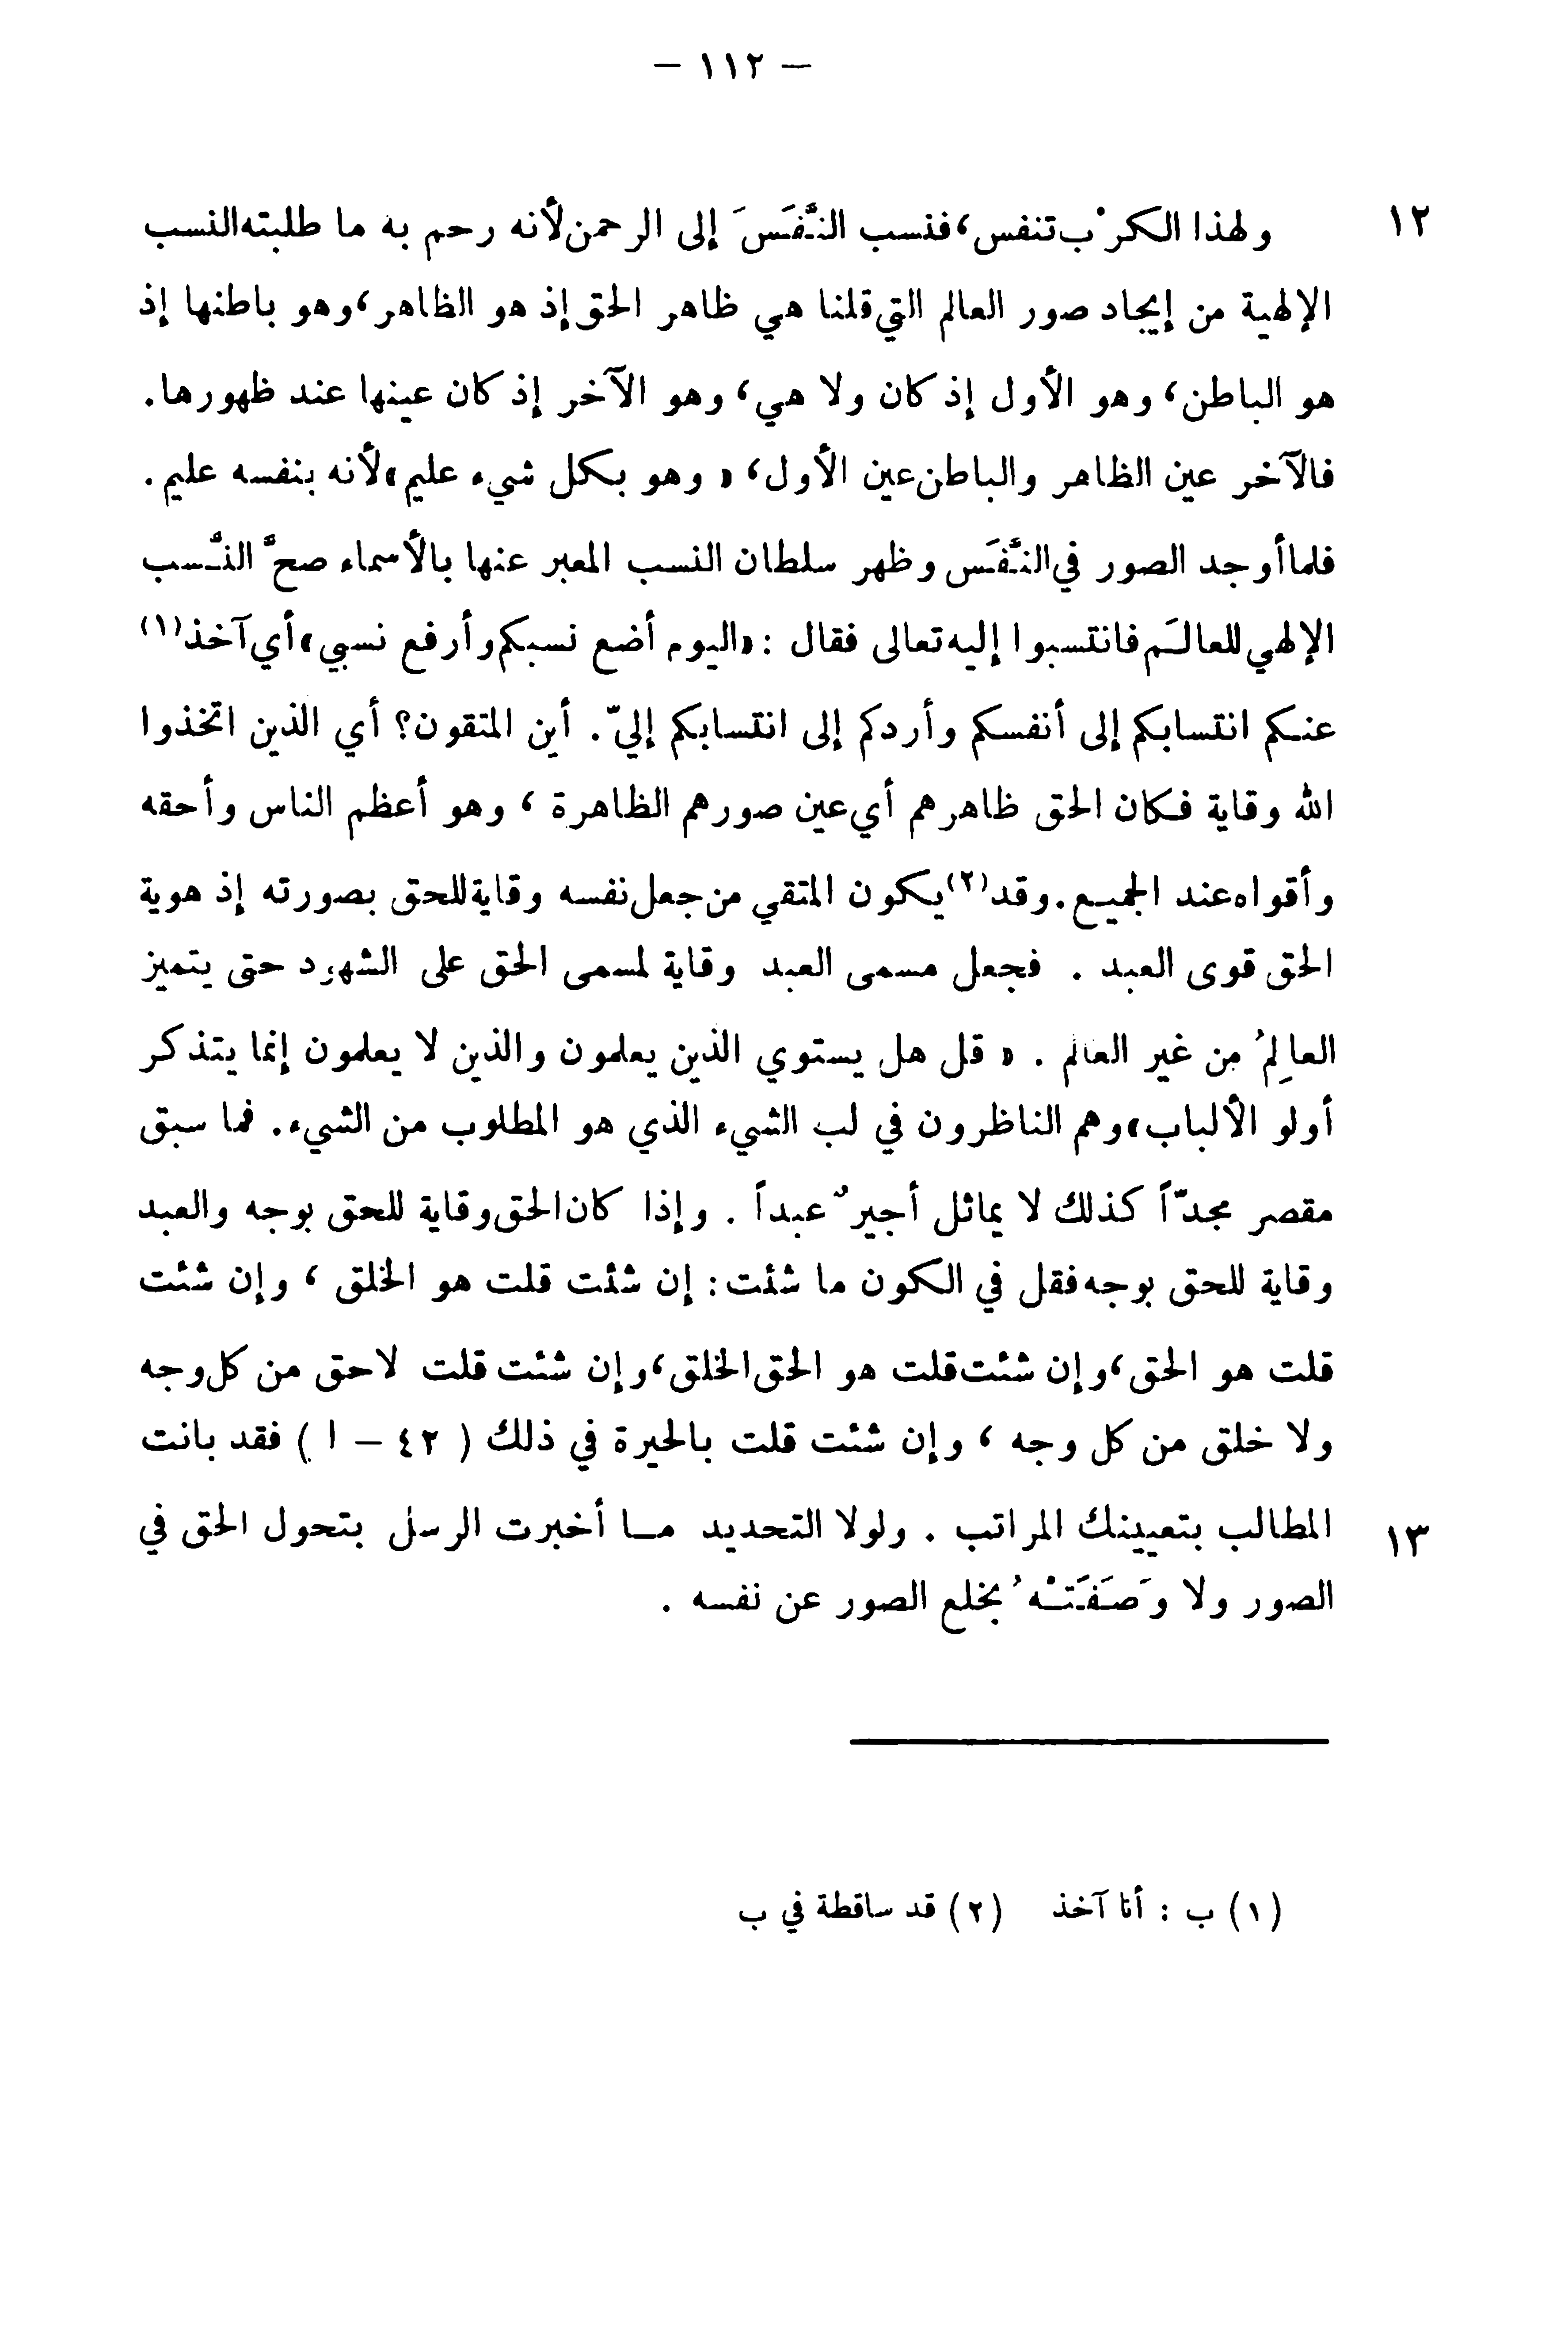 — ١١٢ —
١٢ ولهذا الكرْب تنفس، فنسب النَّفَسَ إلى الرحمن لأنه رحم به ما طلبته النسب
الإلهية من إيجاد صور العالم التي قلنا هي ظاهر الحق إذ هو الظاهر، وهو باطنها إذ
هو الباطن، وهو الأول إذ كان ولا هي، وهو الآخر إذ كان عينها عند ظهورها.
فالآخر عين الظاهر والباطن عين الأول، « وهو بكل شيء عليم » لأنه بنفسه عليم .
فلما أوجد الصور في النَّفَس وظهر سلطان النسب المعبر عنها بالأسماء صحَّ النَّسب
الإلهي للعالَم فانتسبوا إليه تعالى فقال : «اليوم أضع نسبكم وأرفع نسبي» أي آخذ(١)
عنكم انتسابكم إلى أنفسكم وأردكم إلى انتسابكم إليّ. أين المتقون؟ أي الذين اتخذوا
الله وقاية فكان الحق ظاهرهم أي عين صورهم الظاهرة ، وهو أعظم الناس وأحقه
وأقواه عند الجميع. وقد(٢) يكون المتقي من جعل نفسه وقاية للحق بصورته إذ هوية
الحق قوى العبد . فجعل مسمى العبد وقاية لمسمى الحق على الشهود حتى يتميز
العالِمُ من غير العالم . « قل هل يستوي الذين يعلمون والذين لا يعلمون إنما يتذكر
أولو الألباب» وهم الناظرون في لب الشيء الذي هو المطلوب من الشيء. فما سبق
مقصر مجدّاً كذلك لا يماثل أجيرٌ عبداً . وإذا كان الحق وقاية للحق بوجه والعبد
وقاية للحق بوجه فقل في الكون ما شئت: إن شئت قلت هو الخلق ، وإن شئت
قلت هو الحق، وإن شئت قلت هو الحق الخلق، وإن شئت قلت لا حق من كل وجه
ولا خلق من كل وجه ، وإن شئت قلت بالحيرة في ذلك ( ٤٢ – ا ) فقد بانت
١٣ المطالب بتعيينك المراتب . ولولا التحديد ما أخبرت الرسل بتحول الحق في
الصور ولا وَصَفَتْهُ بخلع الصور عن نفسه .
(١) ب : أنا آخذ (٢) قد ساقطة في ب